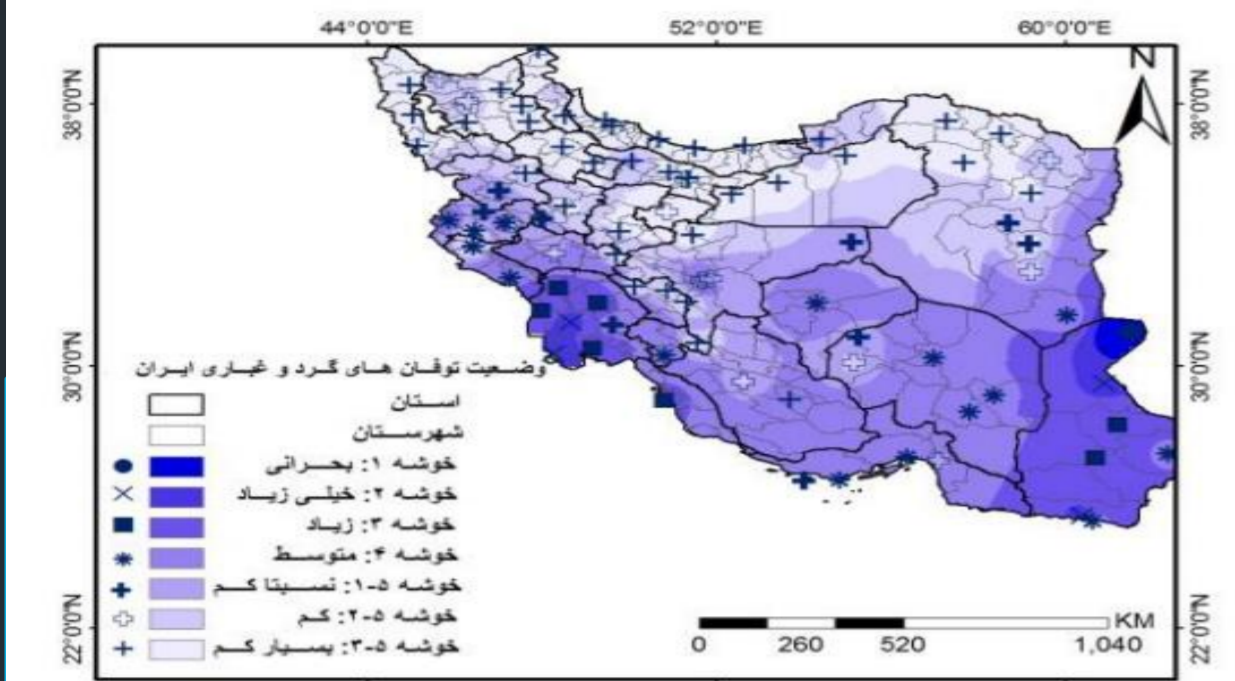 44°0'0"E 52°0'0"E 60°0'0"E
N
38°0'0"N 38°0'0"N
30°0'0"N 30°0'0"N
22°0'0"N 22°0'0"N
وضعیت توفان های گرد و غباری ایران
استان
شهرستان
خوشه ۱: بحرانی
خوشه ۲: خیلی زیاد
خوشه ۳: زیاد
خوشه ۴: متوسط
خوشه ۵-۱: نسبتا کم
خوشه ۵-۲: کم
خوشه ۵-۳: بسیار کم
KM
0 260 520 1,040